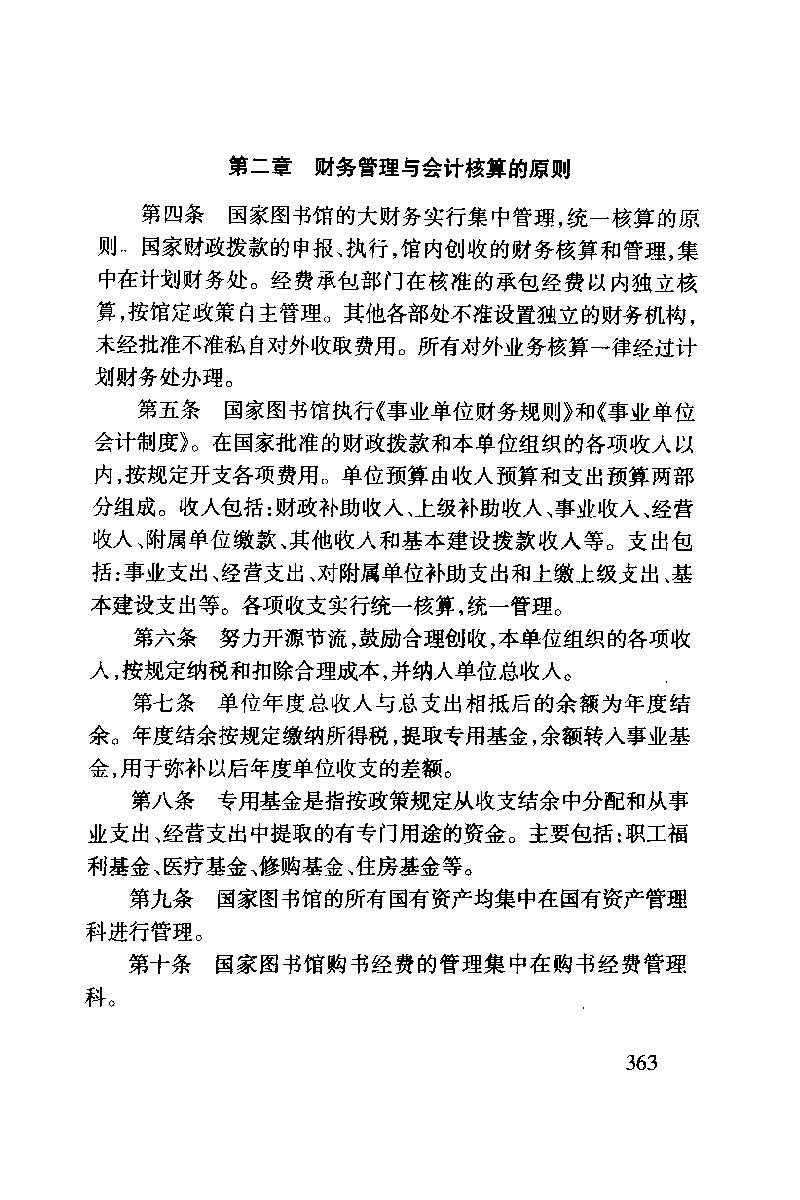 第二章　财务管理与会计核算的原则
第四条　国家图书馆的大财务实行集中管理,统一核算的原
则。国家财政拨款的申报、执行,馆内创收的财务核算和管理,集
中在计划财务处。经费承包部门在核准的承包经费以内独立核
算,按馆定政策自主管理。其他各部处不准设置独立的财务机构,
未经批准不准私自对外收取费用。所有对外业务核算一律经过计
划财务处办理。
第五条　国家图书馆执行《事业单位财务规则》和《事业单位
会计制度》。在国家批准的财政拨款和本单位组织的各项收入以
内,按规定开支各项费用。单位预算由收入预算和支出预算两部
分组成。收入包括:财政补助收入、上级补助收入、事业收入、经营
收入、附属单位缴款、其他收入和基本建设拨款收入等。支出包
括:事业支出、经营支出、对附属单位补助支出和上缴上级支出、基
本建设支出等。各项收支实行统一核算,统一管理。
第六条　努力开源节流,鼓励合理创收,本单位组织的各项收
入,按规定纳税和扣除合理成本,并纳入单位总收入。
第七条　单位年度总收入与总支出相抵后的余额为年度结
余。年度结余按规定缴纳所得税,提取专用基金,余额转入事业基
金,用于弥补以后年度单位收支的差额。
第八条　专用基金是指按政策规定从收支结余中分配和从事
业支出、经营支出中提取的有专门用途的资金。主要包括:职工福
利基金、医疗基金、修购基金、住房基金等。
第九条　国家图书馆的所有国有资产均集中在国有资产管理
科进行管理。
第十条　国家图书馆购书经费的管理集中在购书经费管理
科。
363